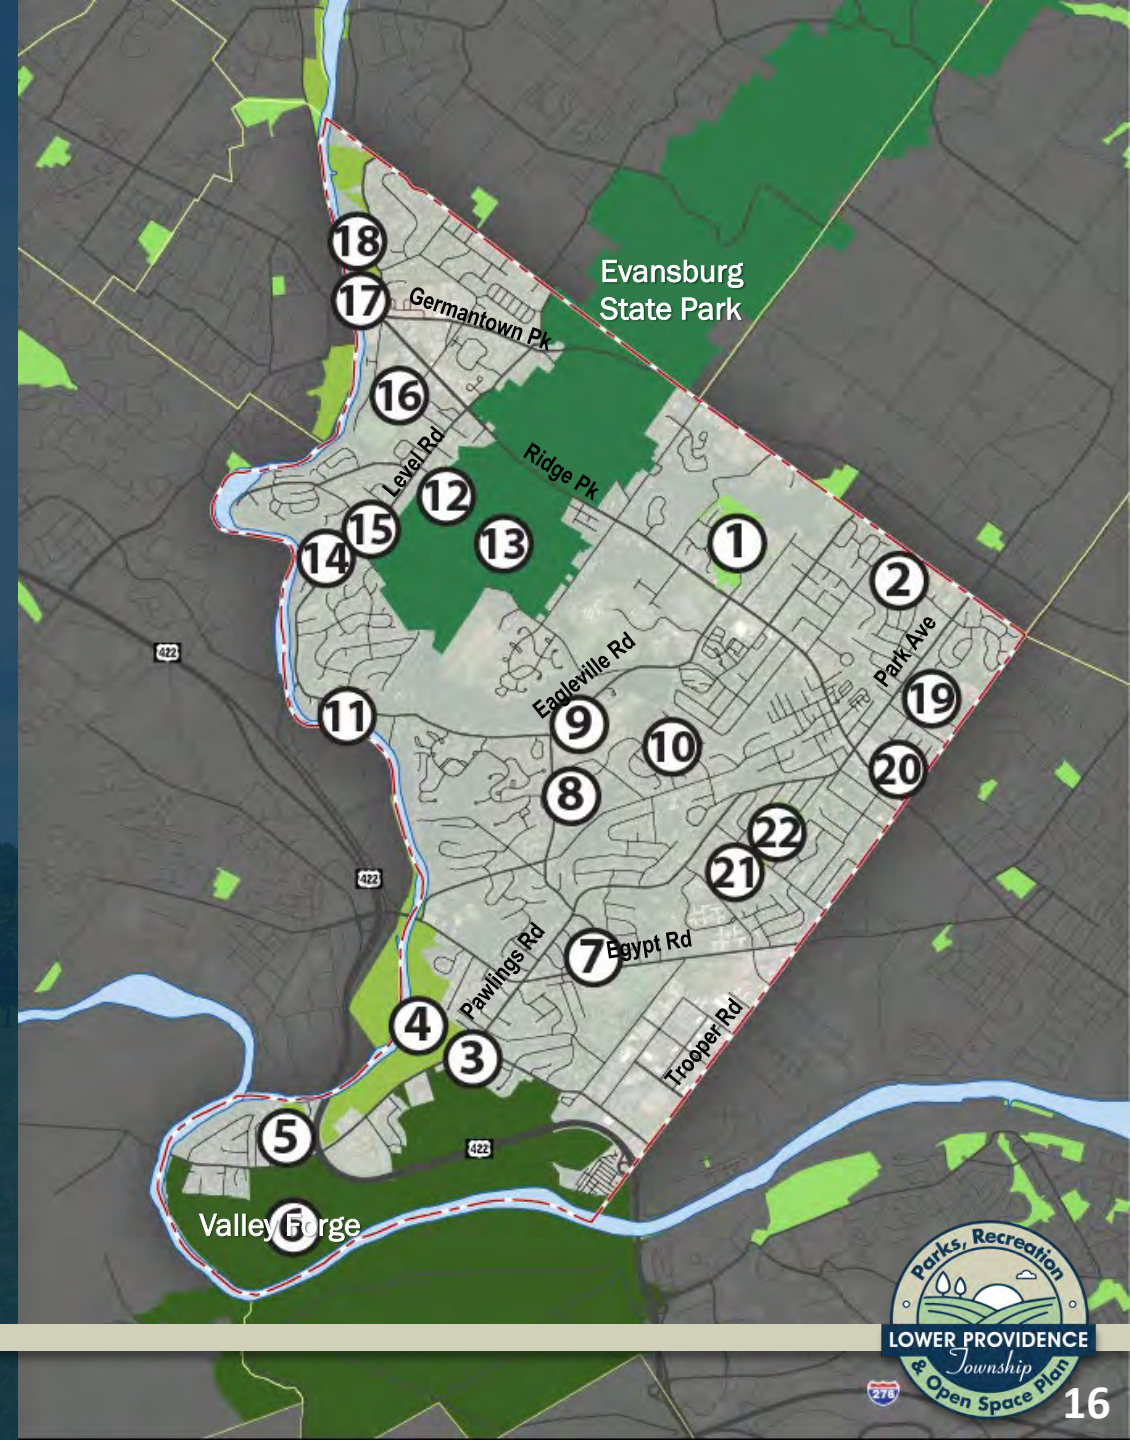 18
17
Evansburg
State Park
Germantown Pk
16
Level Rd
Ridge Pk
12
15
13
14
1
2
422
Eagleville Rd
Park Ave
11
9
10
19
20
8
22
21
422
Pawlings Rd
7
Egypt Rd
4
3
Trooper Rd
5
422
6
Valley Forge
Parks, Recreation
LOWER PROVIDENCE
Township
& Open Space Plan
276
16